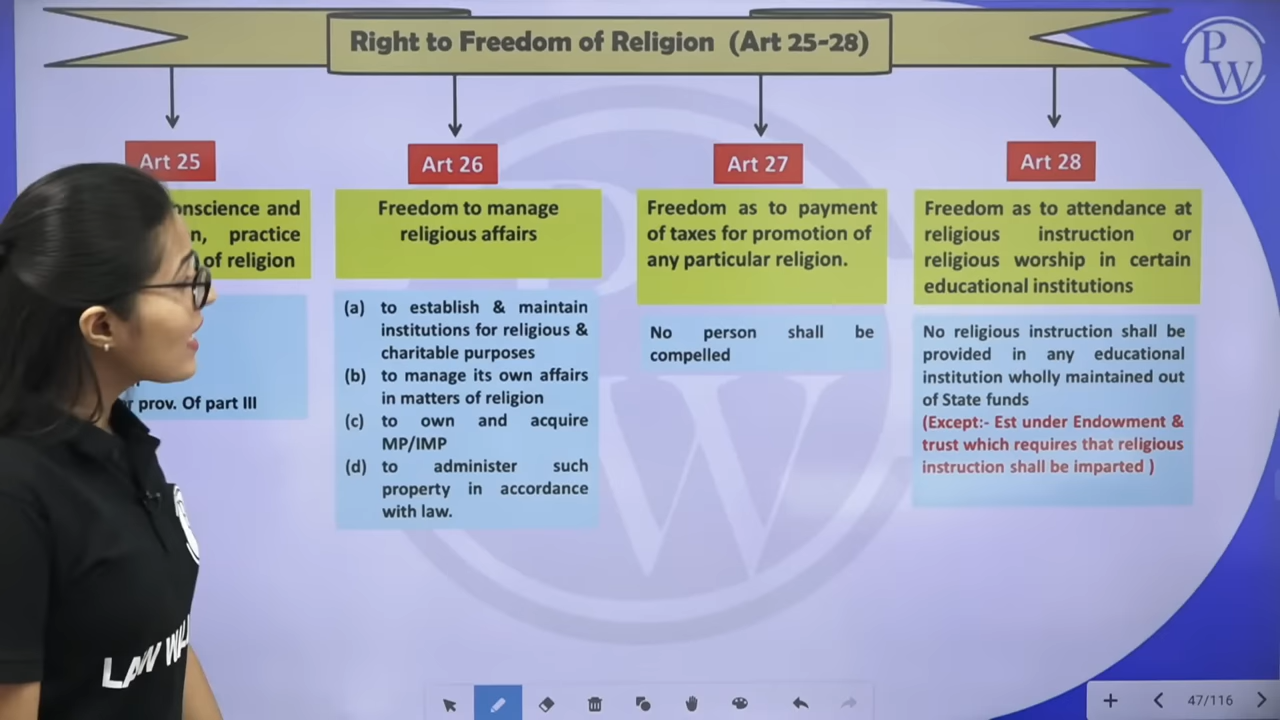 Right to Freedom of Religion (Art 25-28)
PW
Art 25
Art 26
Art 27
Art 28
and
practice
of religion
prov. Of part III
Freedom to manage
religious affairs
(a) to establish & maintain
institutions for religious &
charitable purposes
(b) to manage its own affairs
in matters of religion
(c) to own and acquire
MP/IMP
(d) to administer such
property in accordance
with law.
Freedom as to payment
of taxes for promotion of
any particular religion.
No person shall be
compelled
Freedom as to attendance at
religious instruction or
religious worship in certain
educational institutions
No religious instruction shall be
provided in any educational
institution wholly maintained out
of State funds
(Except:- Est under Endowment &
trust which requires that religious
instruction shall be imparted )
LAW
47/116